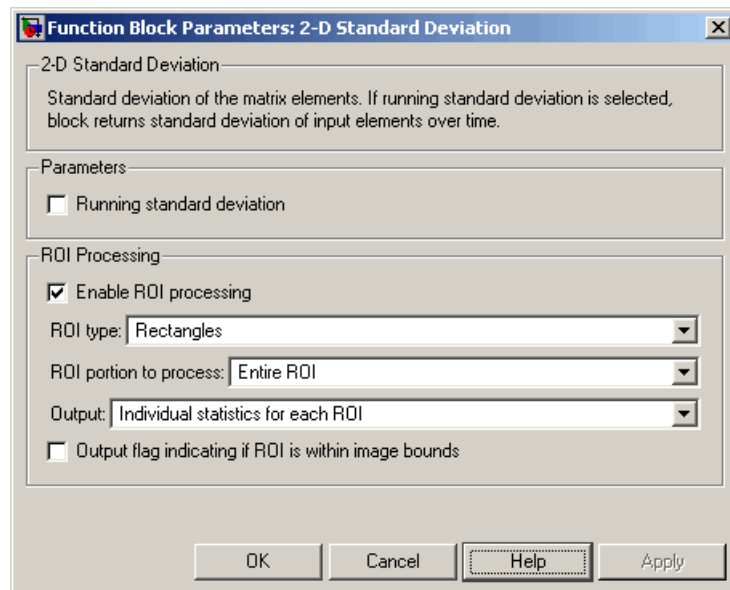 Function Block Parameters: 2-D Standard Deviation
2-D Standard Deviation
Standard deviation of the matrix elements. If running standard deviation is selected,
block returns standard deviation of input elements over time.
Parameters
Running standard deviation
ROI Processing
Enable ROI processing
ROI type: Rectangles
ROI portion to process: Entire ROI
Output: Individual statistics for each ROI
Output flag indicating if ROI is within image bounds
OK Cancel Help Apply